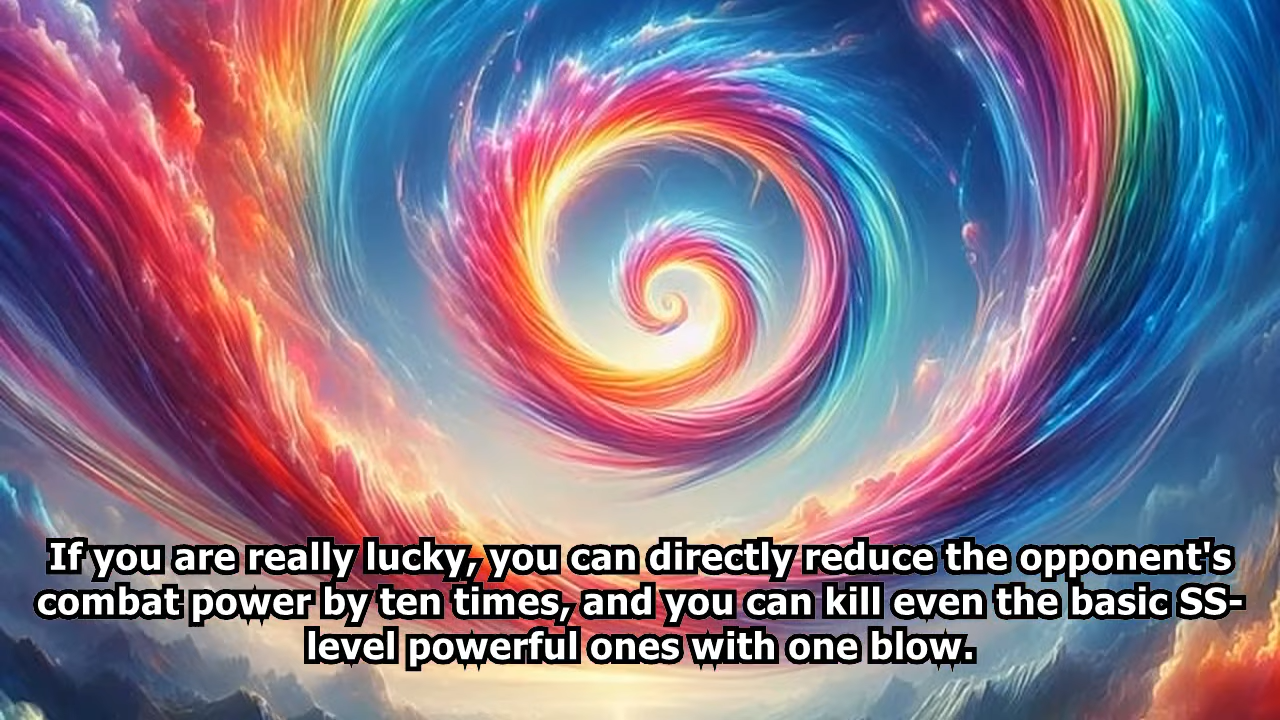 If you are really lucky, you can directly reduce the opponent's
combat power by ten times, and you can kill even the basic SS-
level powerful ones with one blow.